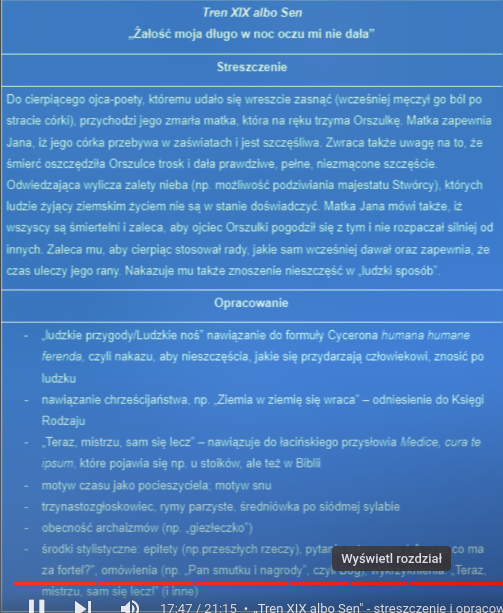 Tren XIX albo Sen
„Żałość moja długo w noc oczu mi nie dała”
Streszczenie
Do cierpiącego ojca-poety, któremu udało się wreszcie zasnąć (wcześniej męczył go ból po
stracie córki), przychodzi jego zmarła matka, która na ręku trzyma Orszulkę. Matka zapewnia
Jana, iż jego córka przebywa w zaświatach i jest szczęśliwa. Zwraca także uwagę na to, że
śmierć oszczędziła Orszulce trosk i dała prawdziwe, pełne, niezmącone szczęście.
Odwiedzająca wylicza zalety nieba (np. możliwość podziwiania majestatu Stwórcy), których
ludzie żyjący ziemskim życiem nie są w stanie doświadczyć. Matka Jana mówi także, iż
wszyscy są śmiertelni i zaleca, aby ojciec Orszulki pogodził się z tym i nie rozpaczał silniej od
innych. Zaleca mu, aby cierpiąc stosował rady, jakie sam wcześniej dawał oraz zapewnia, że
czas uleczy jego rany. Nakazuje mu także znoszenie nieszczęść w „ludzki sposób”.
Opracowanie
- „ludzkie przygody/Ludzkie noś” nawiązanie do formuły Cycerona humana humane
ferenda, czyli nakazu, aby nieszczęścia, jakie się przydarzają człowiekowi, znosić po
ludzku
- nawiązanie chrześcijaństwa, np. „Ziemia w ziemię się wraca” – odniesienie do Księgi
Rodzaju
- „Teraz, mistrzu, sam się lecz” – nawiązuje do łacińskiego przysłowia Medice, cura te
ipsum, które pojawia się np. u stoików, ale też w Biblii
- motyw czasu jako pocieszyciela; motyw snu
- trzynastozgłoskowiec, rymy parzyste, średniówka po siódmej sylabie
- obecność archaizmów (np. „giezłeczko”)
- środki stylistyczne: epitety (np.przeszłych rzeczy), co ma
za fortel?”, omówienia (np. „Pan smutku i nagrody”, czyli Bóg), wykrzyknienia: „Teraz,
mistrzu, sam się lecz!” (i inne)
Wyświetl rozdział
17:47 / 21:15 • „Tren XIX albo Sen” - streszczenie i opracow